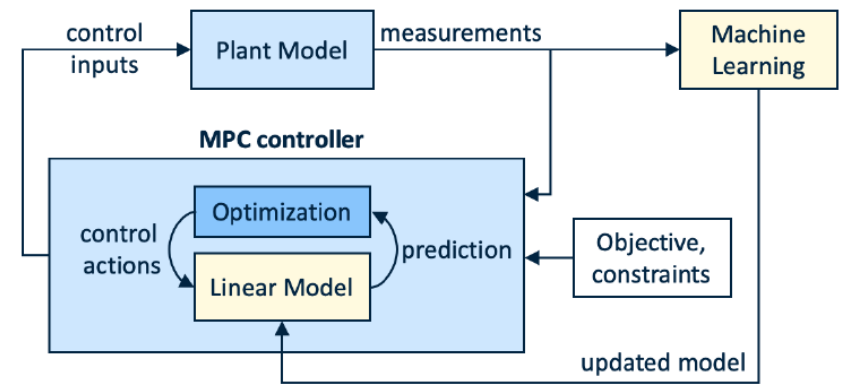 control
inputs
Plant Model
measurements
Machine
Learning
MPC controller
Optimization
control
actions
prediction
Linear Model
Objective,
constraints
updated model